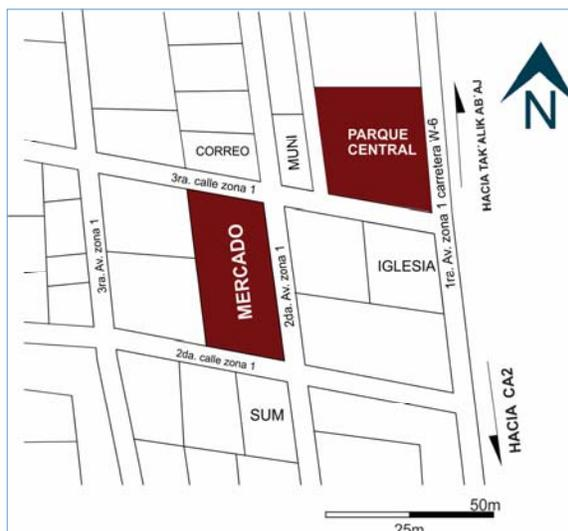 N
CORREO
MUNI
PARQUE
CENTRAL
HACIA TAK´ALIK AB´AJ
3ra. calle zona 1
1ra. Av. zona 1 carretera W-6
MERCADO
3ra. Av. zona 1
2da. Av. zona 1
IGLESIA
2da. calle zona 1
SUM
HACIA CA2
50m
25m